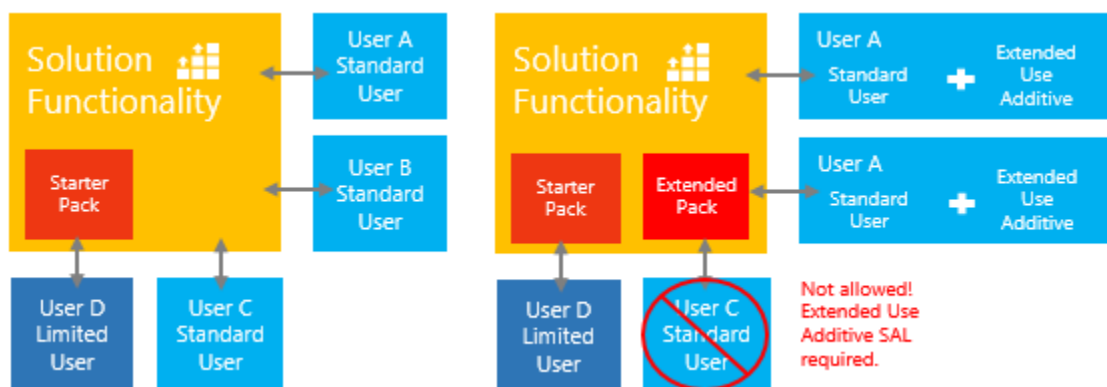 Solution
Functionality
Starter
Pack
User A
Standard
User
User B
Standard
User
User D
Limited
User
User C
Standard
User
Solution
Functionality
Starter
Pack
Extended
Pack
User A
Standard
User
Extended
Use
Additive
User A
Standard
User
Extended
Use
Additive
User D
Limited
User
User C
Standard
User
Not allowed!
Extended Use
Additive SAL
required.